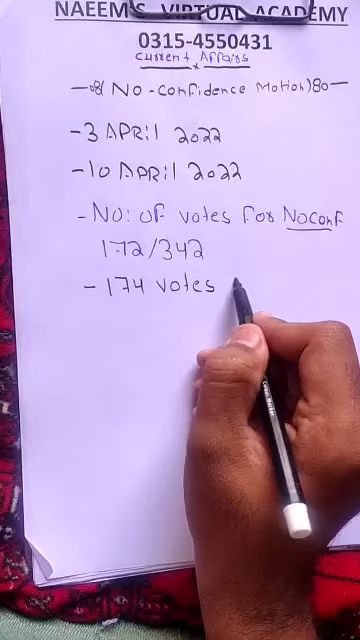 NAEEM'S VIRTUAL ACADEMY
0315-4550431
Current Affairs
No-Confidence Motion
- 3 APRil 2022
- 10 APRil 2022
- NO: OF votes For Noconf
172/342
- 174 votes